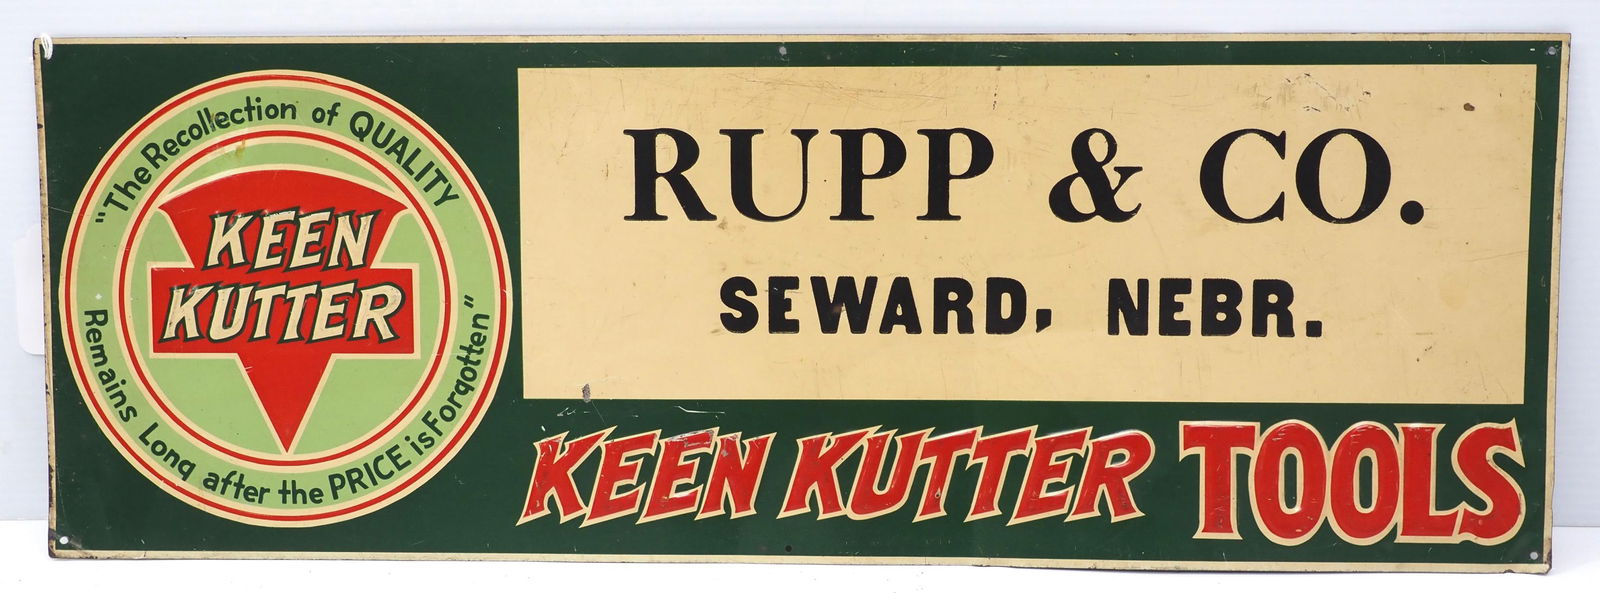 "The Recollection of QUALITY
Remains Long after the PRICE is Forgotten"
KEEN
KUTTER
RUPP & CO.
SEWARD, NEBR.
KEEN KUTTER TOOLS